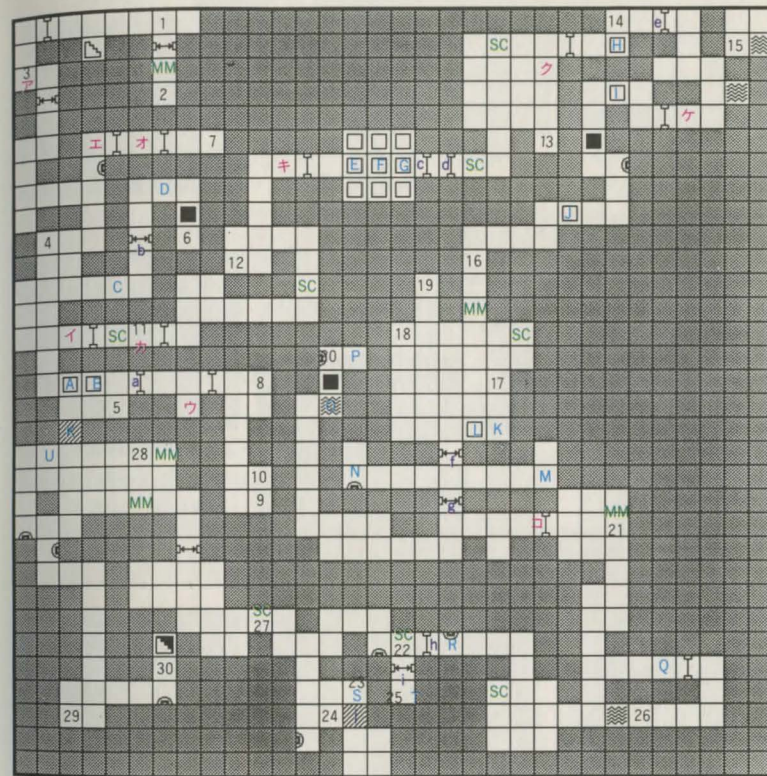 1 14 e
SC H 15
3 MM ク
ア 2 I
ケ
エ オ 7 13
キ E F G c d SC
D
J
4 6
b 12 16
C SC 19
MM
イ SC 11 18 SC
カ P
A B a 8 17
5 ウ
K I K
U 28 MM f
10 N M
MM 9 g MM
コ 21
SC
27 SC
22 h R
30 i Q
23
S 25 SC
29 24 26